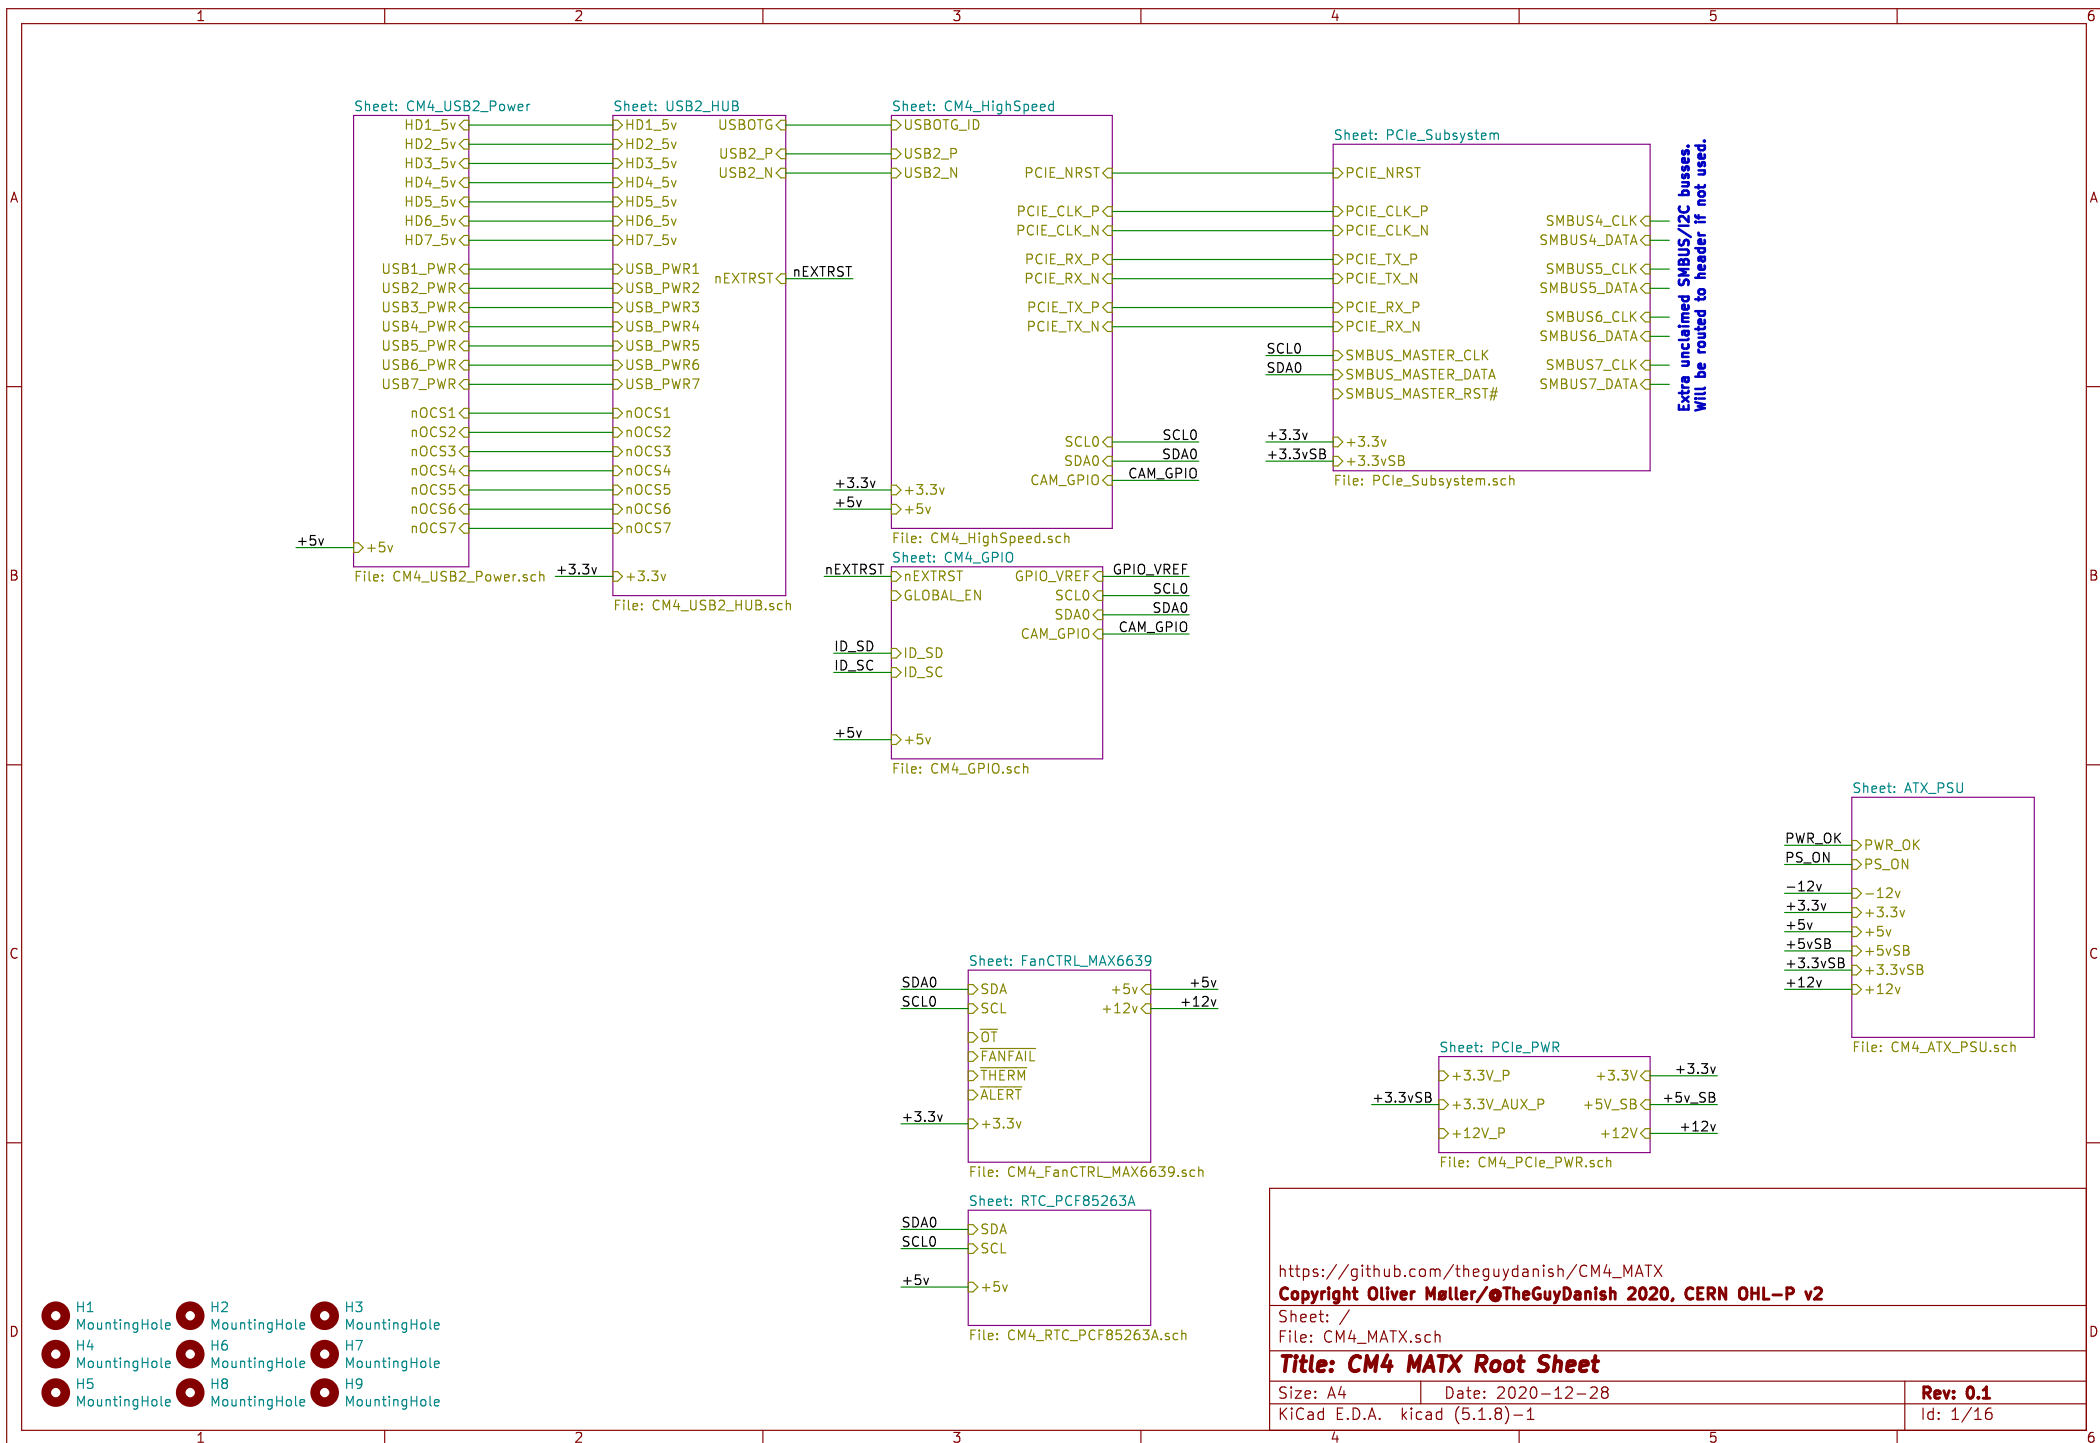 1 2 3 4 5 6
A
B
C
D
A
B
C
D
1 2 3 4 5 6
Sheet: CM4_USB2_Power
HD1_5v
HD2_5v
HD3_5v
HD4_5v
HD5_5v
HD6_5v
HD7_5v
USB1_PWR
USB2_PWR
USB3_PWR
USB4_PWR
USB5_PWR
USB6_PWR
USB7_PWR
nOCS1
nOCS2
nOCS3
nOCS4
nOCS5
nOCS6
nOCS7
+5v
+5v
File: CM4_USB2_Power.sch
Sheet: USB2_HUB
HD1_5v
HD2_5v
HD3_5v
HD4_5v
HD5_5v
HD6_5v
HD7_5v
USB_PWR1
USB_PWR2
USB_PWR3
USB_PWR4
USB_PWR5
USB_PWR6
USB_PWR7
nOCS1
nOCS2
nOCS3
nOCS4
nOCS5
nOCS6
nOCS7
+3.3v
+3.3v
USBOTG
USB2_P
USB2_N
nEXTRST
nEXTRST
File: CM4_USB2_HUB.sch
Sheet: CM4_HighSpeed
USBOTG_ID
USB2_P
USB2_N
+3.3v
+3.3v
+5v
+5v
PCIE_NRST
PCIE_CLK_P
PCIE_CLK_N
PCIE_RX_P
PCIE_RX_N
PCIE_TX_P
PCIE_TX_N
SCL0
SCL0
SDA0
SDA0
CAM_GPIO
CAM_GPIO
File: CM4_HighSpeed.sch
Sheet: CM4_GPIO
nEXTRST
nEXTRST
GLOBAL_EN
ID_SD
ID_SD
ID_SC
ID_SC
+5v
+5v
GPIO_VREF
GPIO_VREF
SCL0
SCL0
SDA0
SDA0
CAM_GPIO
CAM_GPIO
File: CM4_GPIO.sch
Sheet: PCIe_Subsystem
PCIE_NRST
PCIE_CLK_P
PCIE_CLK_N
PCIE_TX_P
PCIE_TX_N
PCIE_RX_P
PCIE_RX_N
SCL0
SMBUS_MASTER_CLK
SDA0
SMBUS_MASTER_DATA
SMBUS_MASTER_RST#
+3.3v
+3.3v
+3.3vSB
+3.3vSB
SMBUS4_CLK
SMBUS4_DATA
SMBUS5_CLK
SMBUS5_DATA
SMBUS6_CLK
SMBUS6_DATA
SMBUS7_CLK
SMBUS7_DATA
File: PCIe_Subsystem.sch
Extra unclaimed SMBUS/I2C busses.
Will be routed to header if not used.
Sheet: ATX_PSU
PWR_OK
PWR_OK
PS_ON
PS_ON
-12v
-12v
+3.3v
+3.3v
+5v
+5v
+5vSB
+5vSB
+3.3vSB
+3.3vSB
+12v
+12v
File: CM4_ATX_PSU.sch
Sheet: FanCTRL_MAX6639
SDA0
SDA
SCL0
SCL
OT
FANFAIL
THERM
ALERT
+3.3v
+3.3v
+5v
+5v
+12v
+12v
File: CM4_FanCTRL_MAX6639.sch
Sheet: PCIe_PWR
+3.3V_P
+3.3vSB
+3.3V_AUX_P
+12V_P
+3.3V
+3.3v
+5V_SB
+5v_SB
+12V
+12v
File: CM4_PCIe_PWR.sch
Sheet: RTC_PCF85263A
SDA0
SDA
SCL0
SCL
+5v
+5v
File: CM4_RTC_PCF85263A.sch
H1
MountingHole
H2
MountingHole
H3
MountingHole
H4
MountingHole
H6
MountingHole
H7
MountingHole
H5
MountingHole
H8
MountingHole
H9
MountingHole
https://github.com/theguydanish/CM4_MATX
Copyright Oliver Møller/@TheGuyDanish 2020, CERN OHL-P v2
Sheet: /
File: CM4_MATX.sch
Title: CM4 MATX Root Sheet
Size: A4
Date: 2020-12-28
Rev: 0.1
KiCad E.D.A. kicad (5.1.8)-1
Id: 1/16